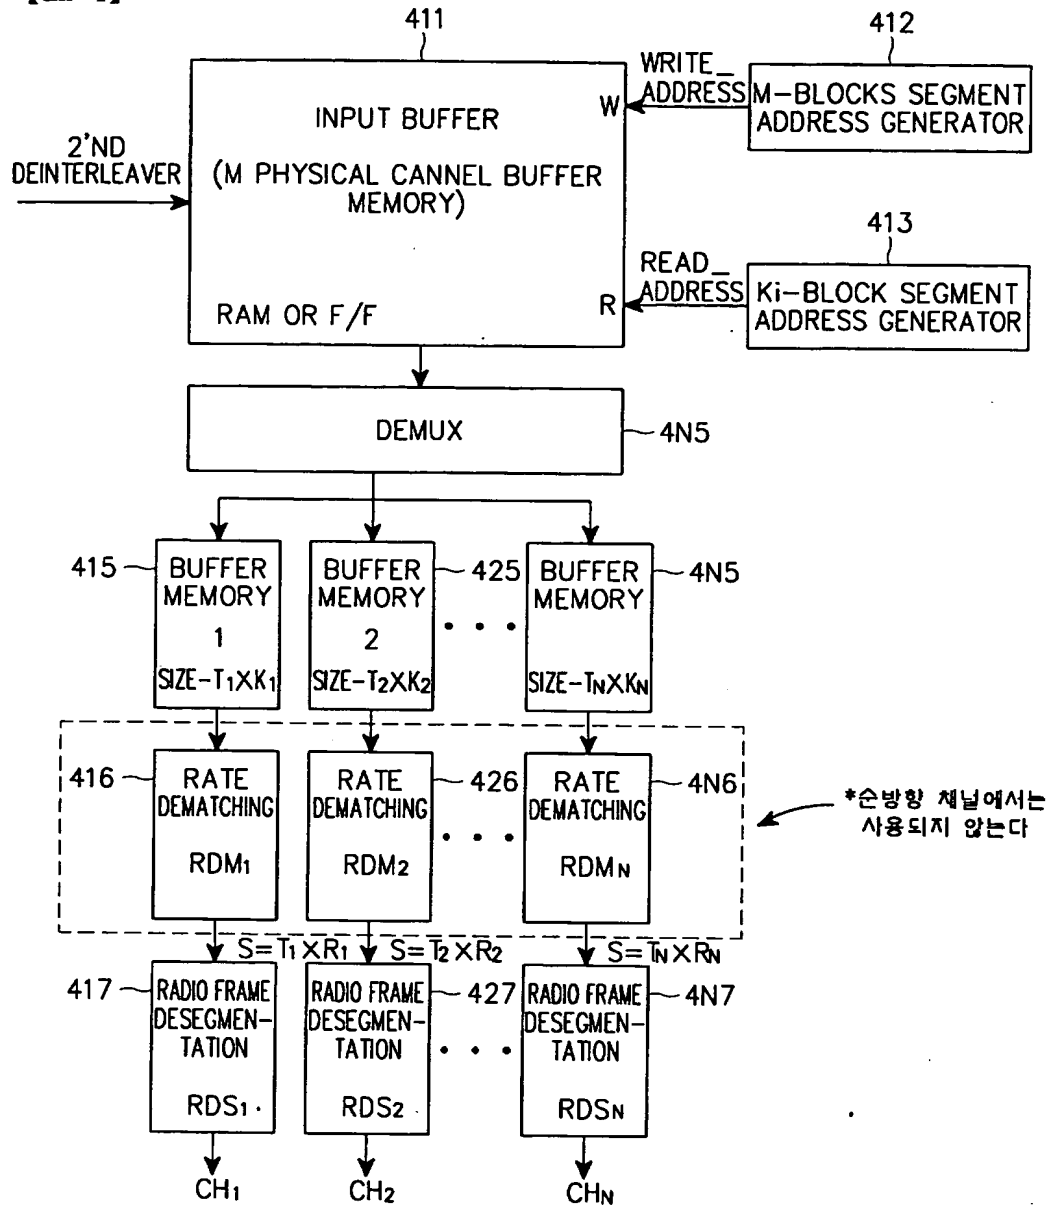 411
412
INPUT BUFFER
(M PHYSICAL CANNEL BUFFER
MEMORY)
RAM OR F/F
W
R
2'ND
DEINTERLEAVER
WRITE_
ADDRESS
M-BLOCKS SEGMENT
ADDRESS GENERATOR
413
READ_
ADDRESS
Ki-BLOCK SEGMENT
ADDRESS GENERATOR
DEMUX
4N5
415
BUFFER
MEMORY
1
SIZE-T1XK1
BUFFER
MEMORY
2
SIZE-T2XK2
425
• • •
BUFFER
MEMORY
SIZE-TNXKN
4N5
416
RATE
DEMATCHING
RDM1
RATE
DEMATCHING
RDM2
426
• • •
RATE
DEMATCHING
RDMN
4N6
*순방향 채널에서는
사용되지 않는다
S=T1XR1
S=T2XR2
S=TNXRN
417
RADIO FRAME
DESEGMEN-
TATION
RDS1
RADIO FRAME
DESEGMEN-
TATION
RDS2
427
• • •
RADIO FRAME
DESEGMEN-
TATION
RDSN
4N7
CH1
CH2
CHN